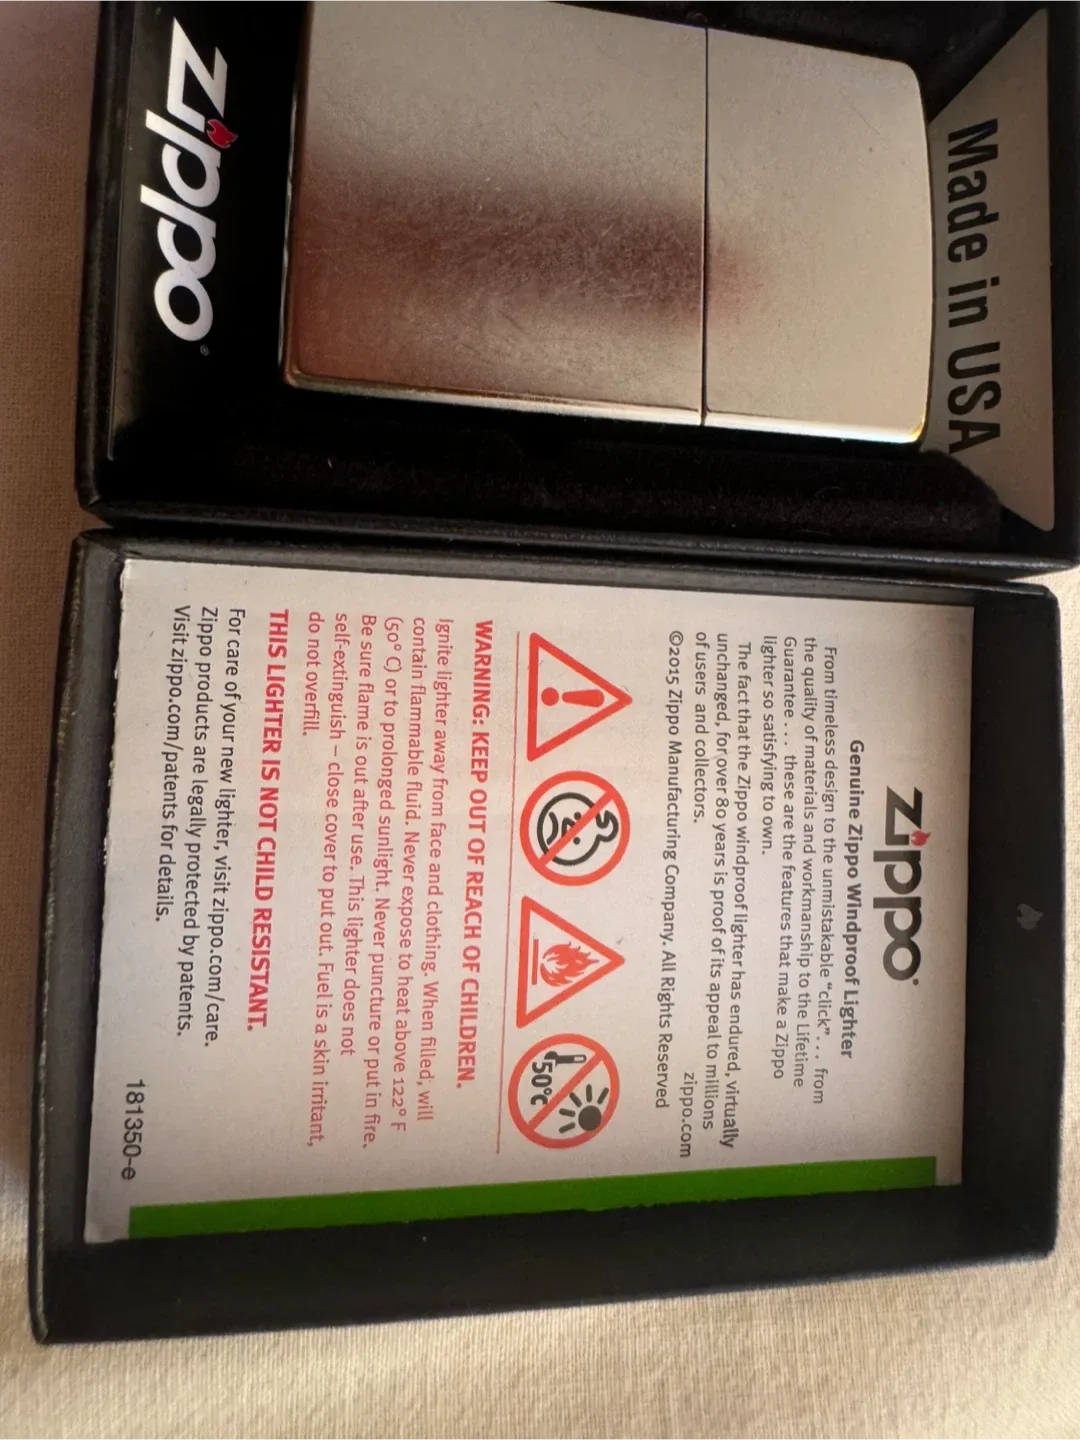 Made in USA
zippo®
zippo®
Genuine Zippo Windproof Lighter
From timeless design to the unmistakable “click”. . . from
the quality of materials and workmanship to the Lifetime
Guarantee . . . these are the features that make a Zippo
lighter so satisfying to own.
The fact that the Zippo windproof lighter has endured, virtually
unchanged, for over 80 years is proof of its appeal to millions
of users and collectors.
zippo.com
©2015 Zippo Manufacturing Company. All Rights Reserved
50°C
WARNING: KEEP OUT OF REACH OF CHILDREN.
Ignite lighter away from face and clothing. When filled, will
contain flammable fluid. Never expose to heat above 122° F
(50° C) or to prolonged sunlight. Never puncture or put in fire.
Be sure flame is out after use. This lighter does not
self-extinguish – close cover to put out. Fuel is a skin irritant,
do not overfill.
THIS LIGHTER IS NOT CHILD RESISTANT.
For care of your new lighter, visit zippo.com/care.
Zippo products are legally protected by patents.
Visit zippo.com/patents for details.
181350-e